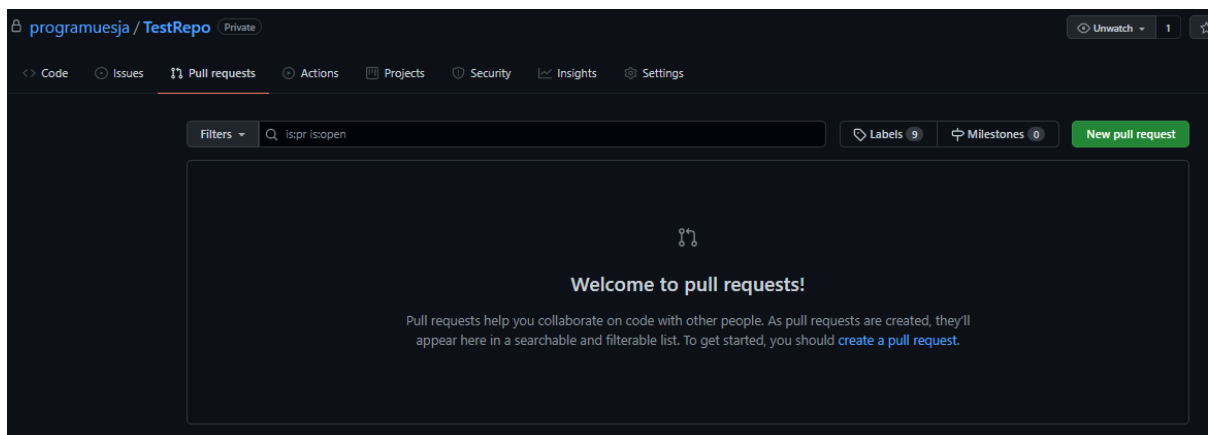 programuesja / TestRepo Private
Unwatch 1
Code Issues Pull requests Actions Projects Security Insights Settings
Filters is:pr is:open Labels 9 Milestones 0 New pull request
Welcome to pull requests!
Pull requests help you collaborate on code with other people. As pull requests are created, they'll
appear here in a searchable and filterable list. To get started, you should create a pull request.